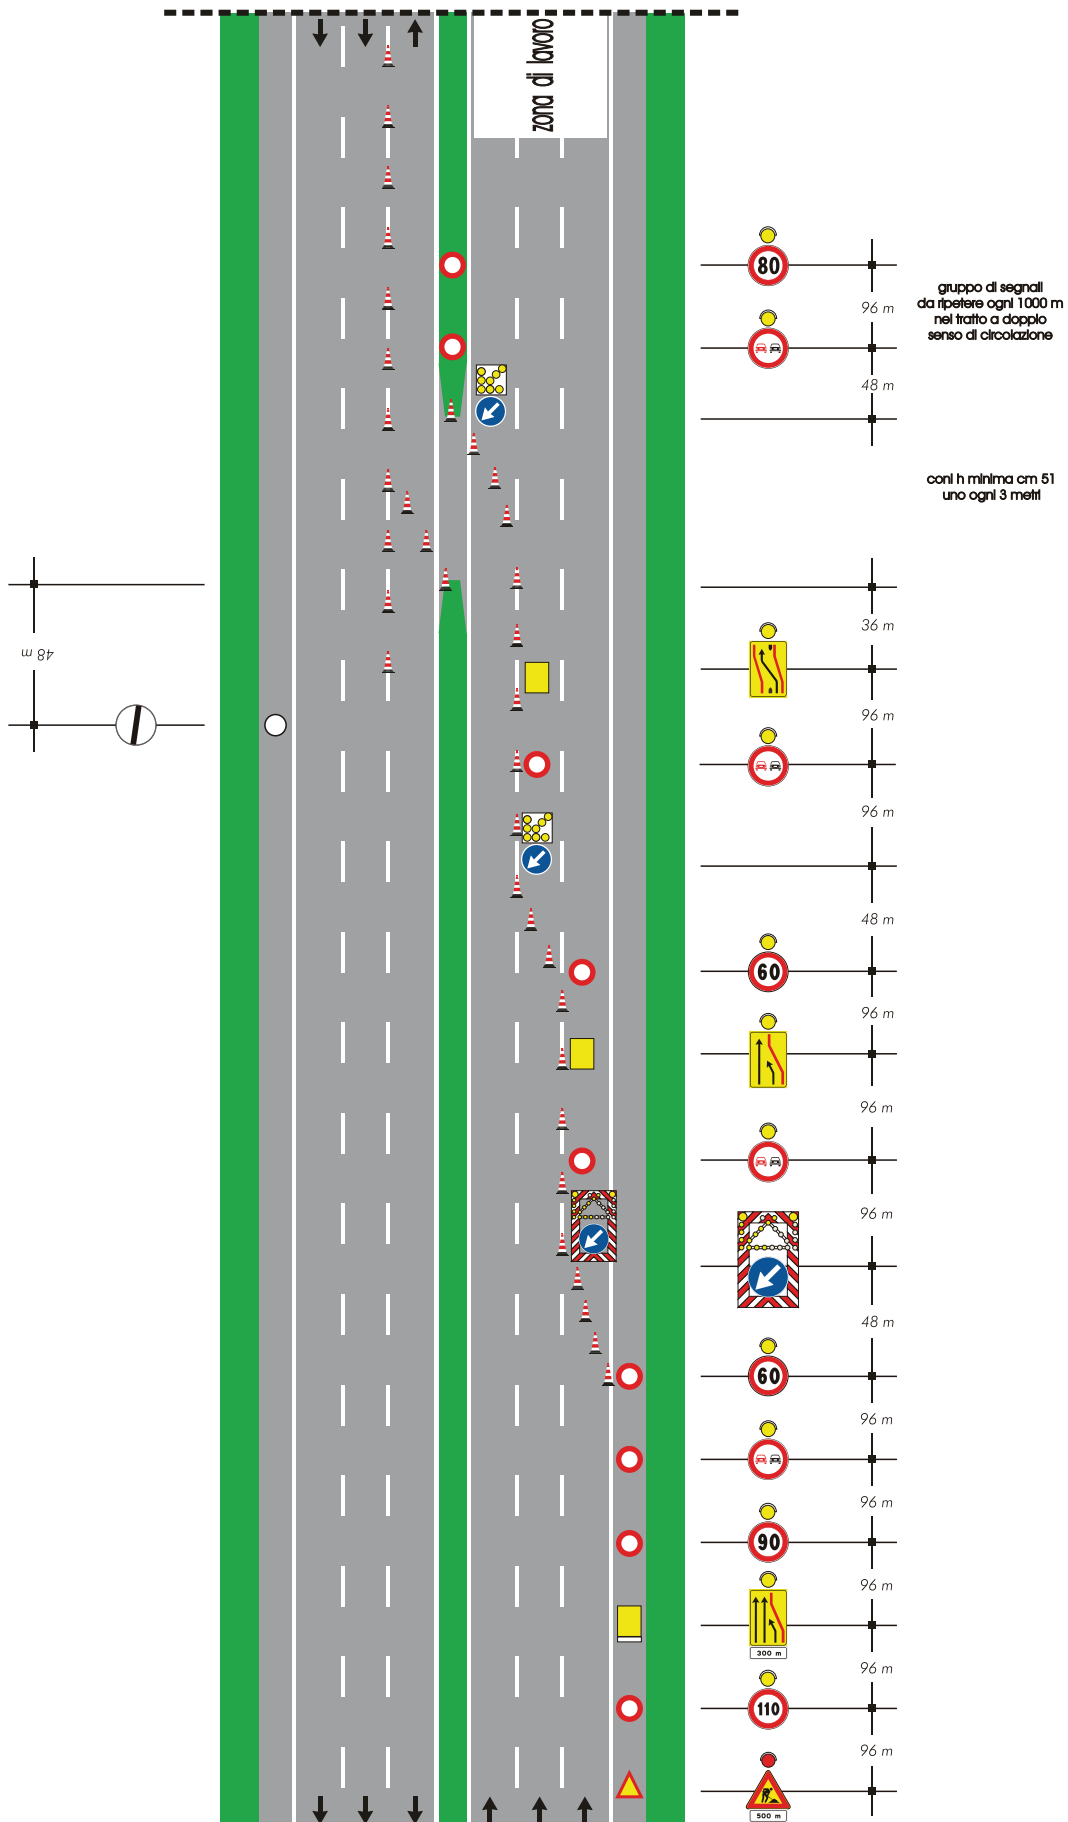 zona di lavoro
80
96 m
gruppo di segnali
da ripetere ogni 1000 m
nel tratto a doppio
senso di circolazione
48 m
coni h minima cm 51
uno ogni 3 metri
36 m
48 m
96 m
96 m
48 m
60
96 m
96 m
96 m
48 m
60
96 m
96 m
90
96 m
300 m
96 m
110
96 m
500 m